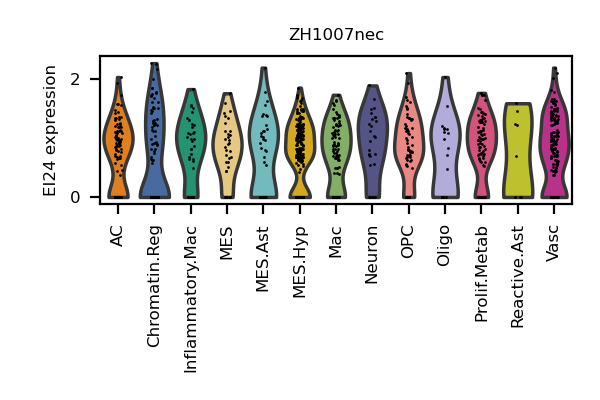 ZH1007nec
EI24 expression
2
0
AC
Chromatin.Reg
Inflammatory.Mac
MES
MES.Ast
MES.Hyp
Mac
Neuron
OPC
Oligo
Prolif.Metab
Reactive.Ast
Vasc